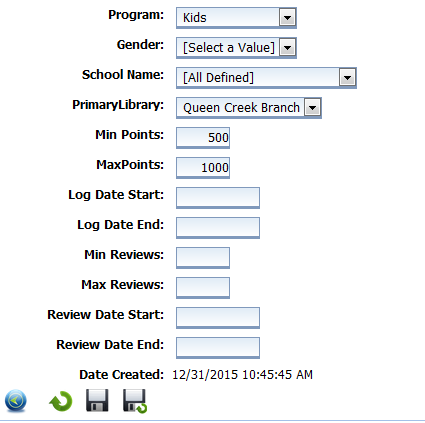 Program: Kids
Gender: [Select a Value]
School Name: [All Defined]
PrimaryLibrary: Queen Creek Branch
Min Points: 500
MaxPoints: 1000
Log Date Start:
Log Date End:
Min Reviews:
Max Reviews:
Review Date Start:
Review Date End:
Date Created: 12/31/2015 10:45:45 AM